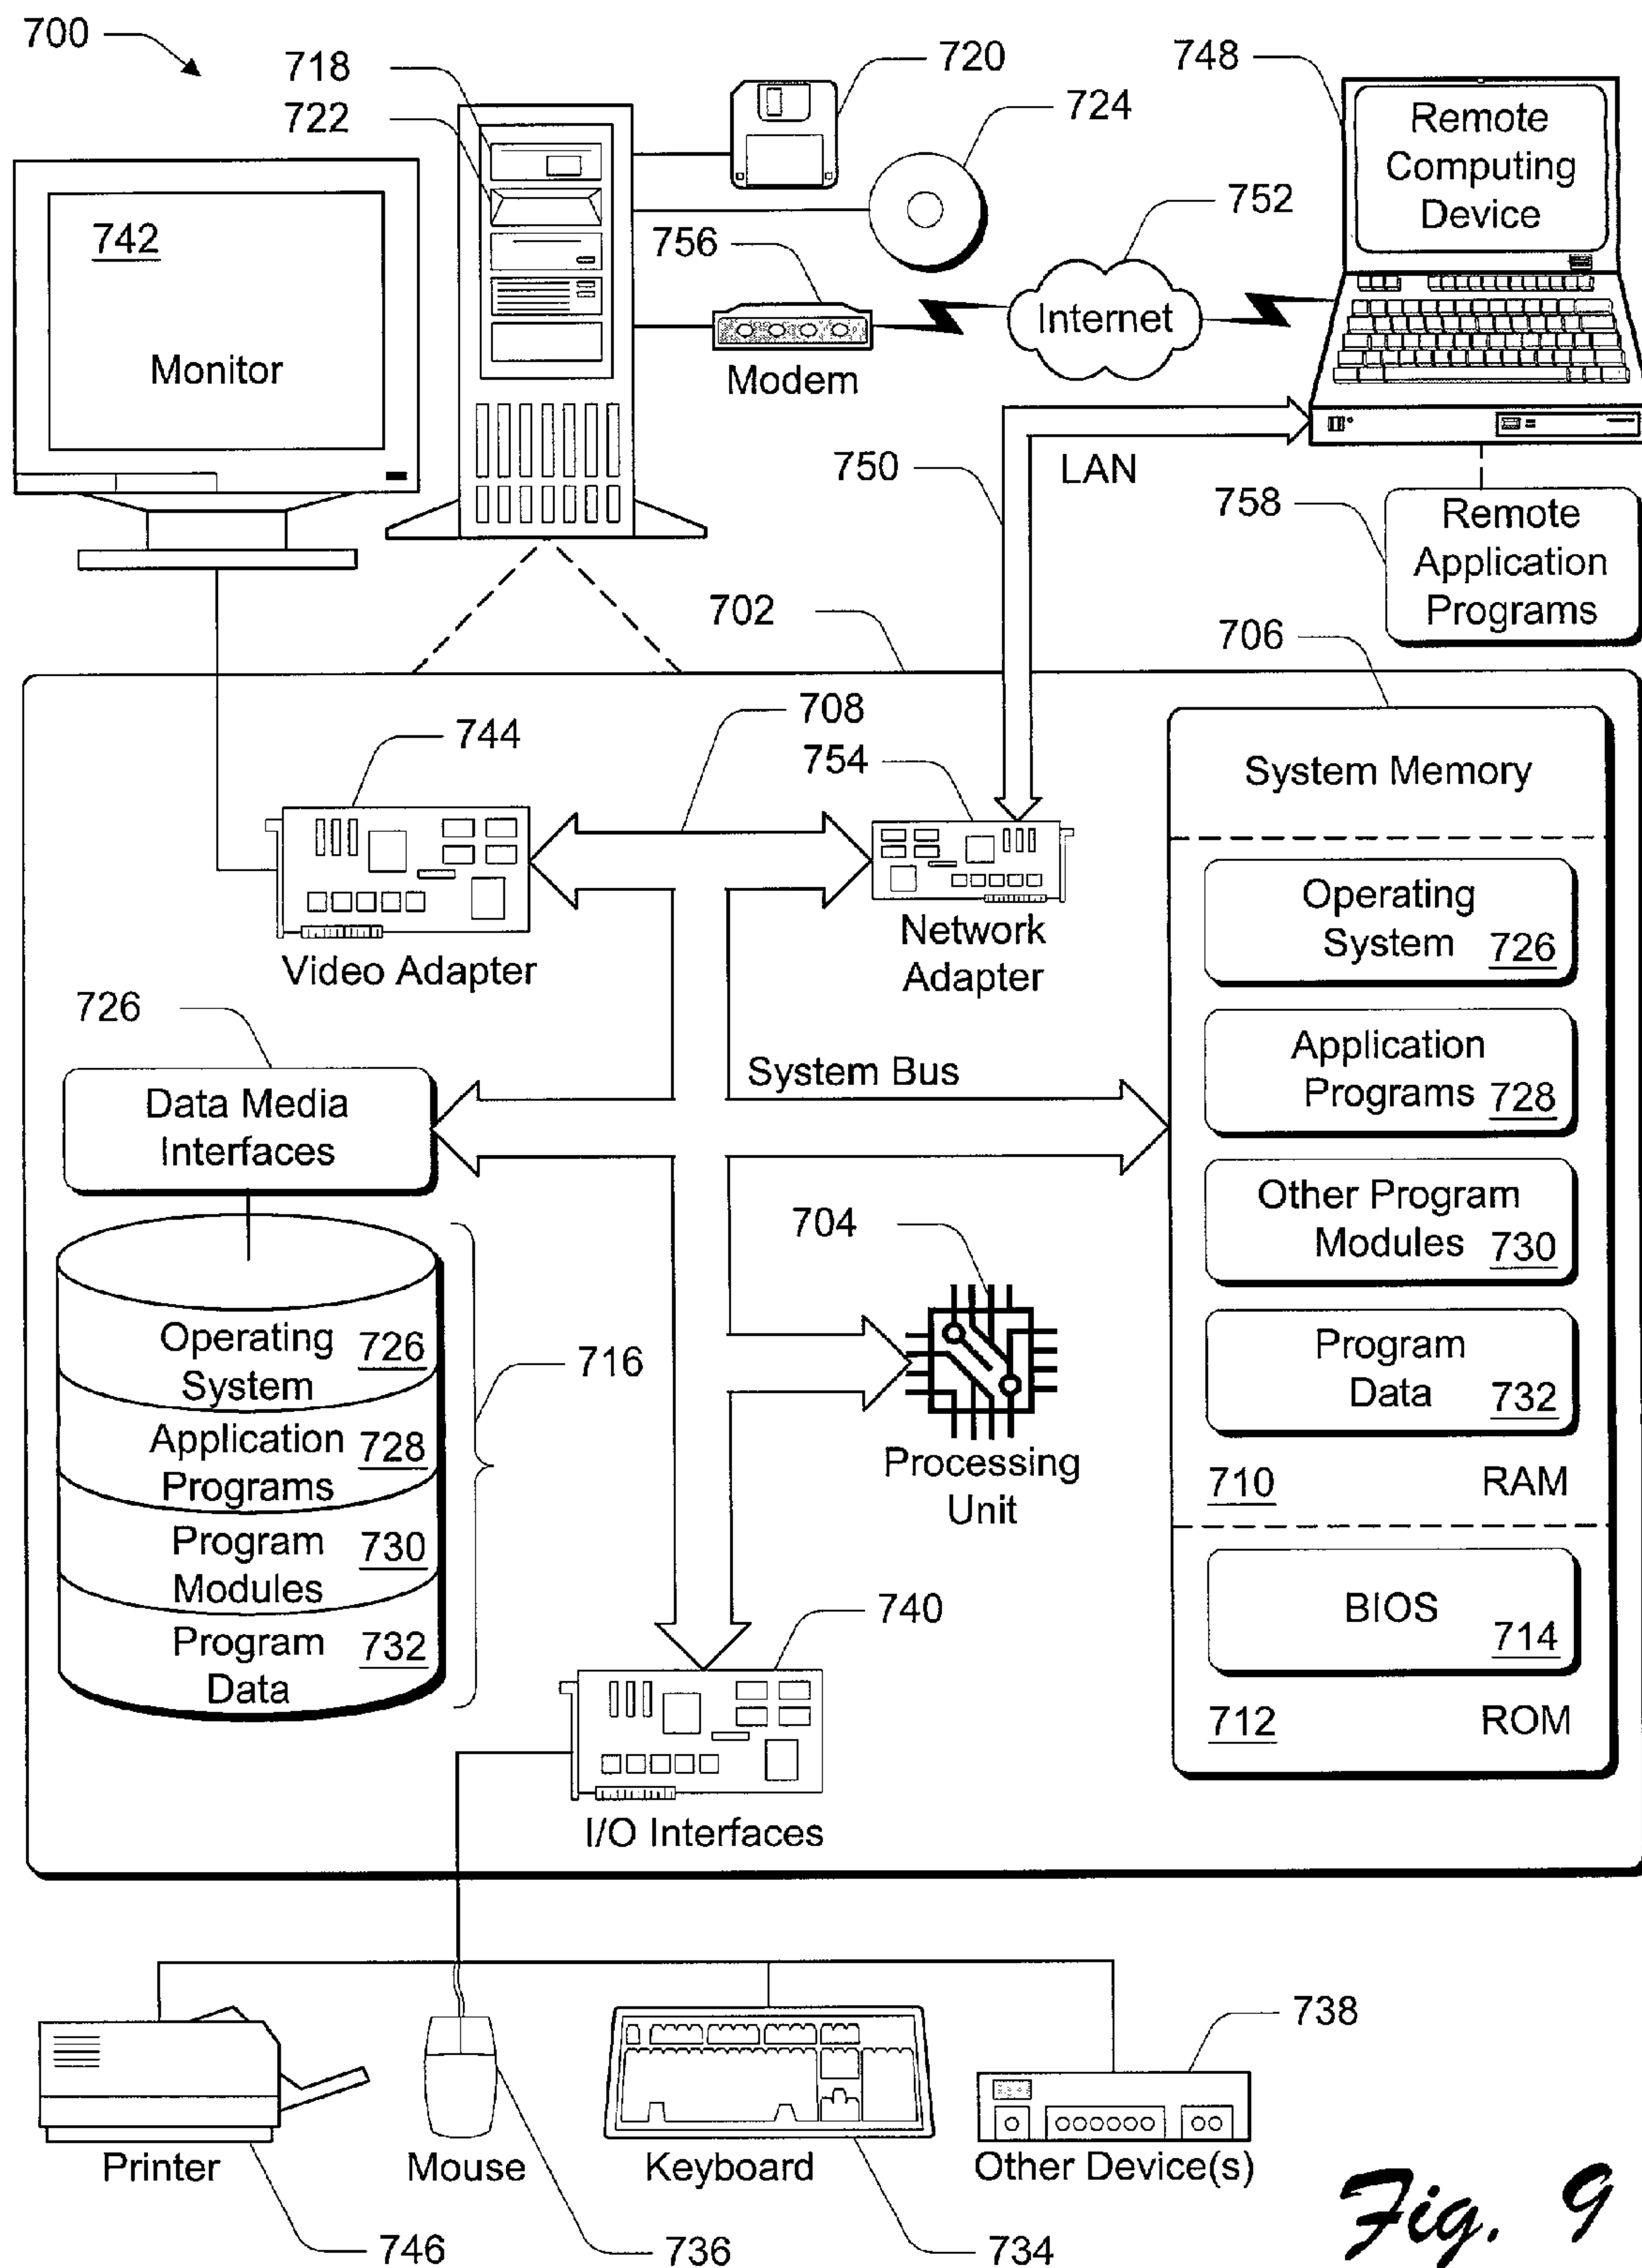 700
718
722
720
724
748
Remote
Computing
Device
742
Monitor
756
752
Internet
Modem
750
LAN
758
Remote
Application
Programs
702
706
708
744
754
System Memory
Video Adapter
Network
Adapter
Operating
System 726
Application
Programs 728
Other Program
Modules 730
Program
Data 732
710 RAM
BIOS
714
712 ROM
726
Data Media
Interfaces
System Bus
704
Processing
Unit
Operating
System 726
Application
Programs 728
Program
Modules 730
Program
Data 732
716
740
I/O Interfaces
738
Printer
Mouse
Keyboard
Other Device(s)
746
736
734
Fig. 9